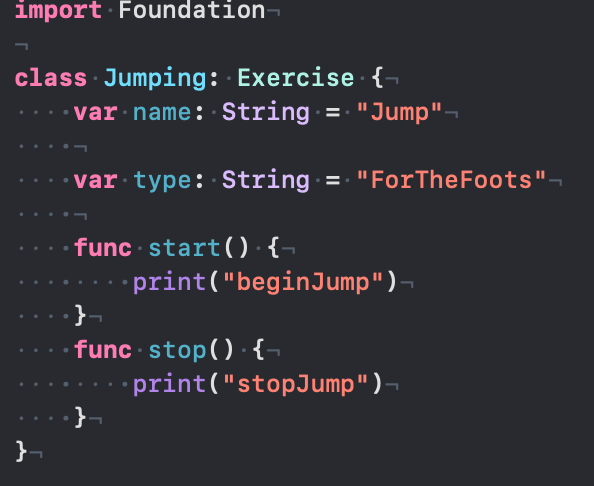 import Foundation
class Jumping: Exercise {
var name: String = "Jump"
var type: String = "ForTheFoots"
func start() {
print("beginJump")
}
func stop() {
print("stopJump")
}
}